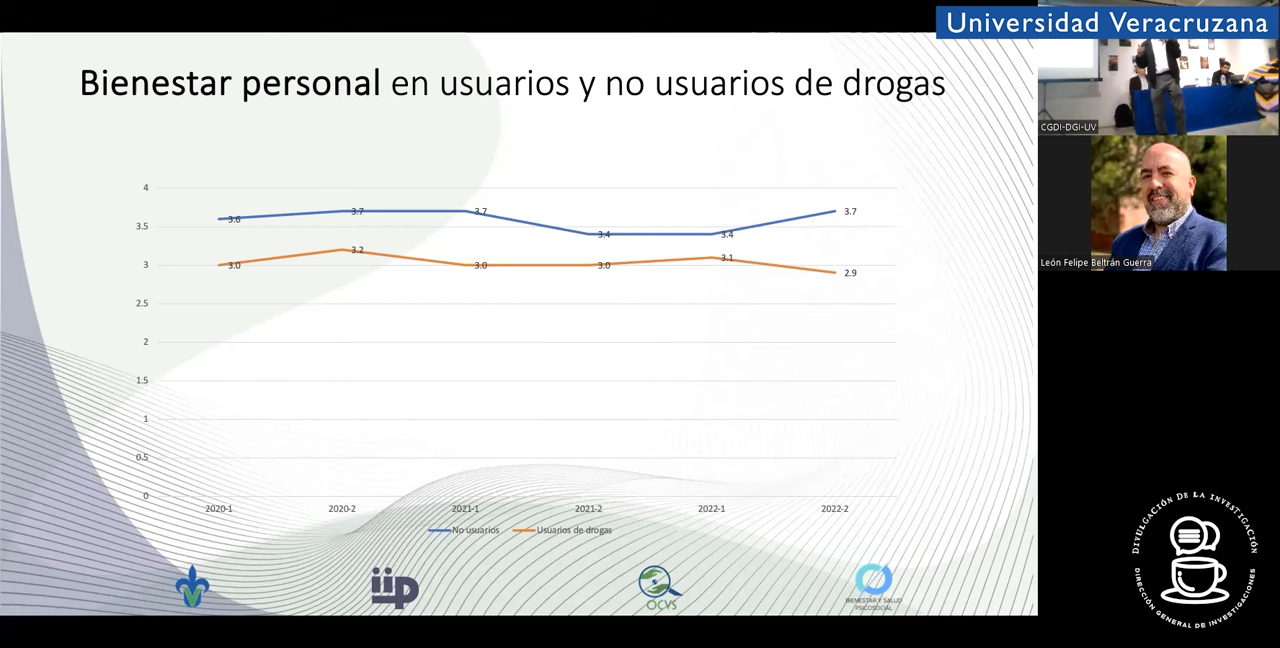 Universidad Veracruzana
Bienestar personal en usuarios y no usuarios de drogas
CGDI-DGI-UV
León Felipe Beltrán Guerra
4
3.5
3
2.5
2
1.5
1
0.5
0
3.6
3.7
3.7
3.4
3.4
3.7
3.0
3.2
3.0
3.0
3.1
2.9
2020-1
2020-2
2021-1
2021-2
2022-1
2022-2
No usuarios
Usuarios de drogas
iip
OCVS
BIENESTAR Y SALUD
PSICOSOCIAL
DIVULGACIÓN DE LA INVESTIGACIÓN
DIRECCIÓN GENERAL DE INVESTIGACIONES